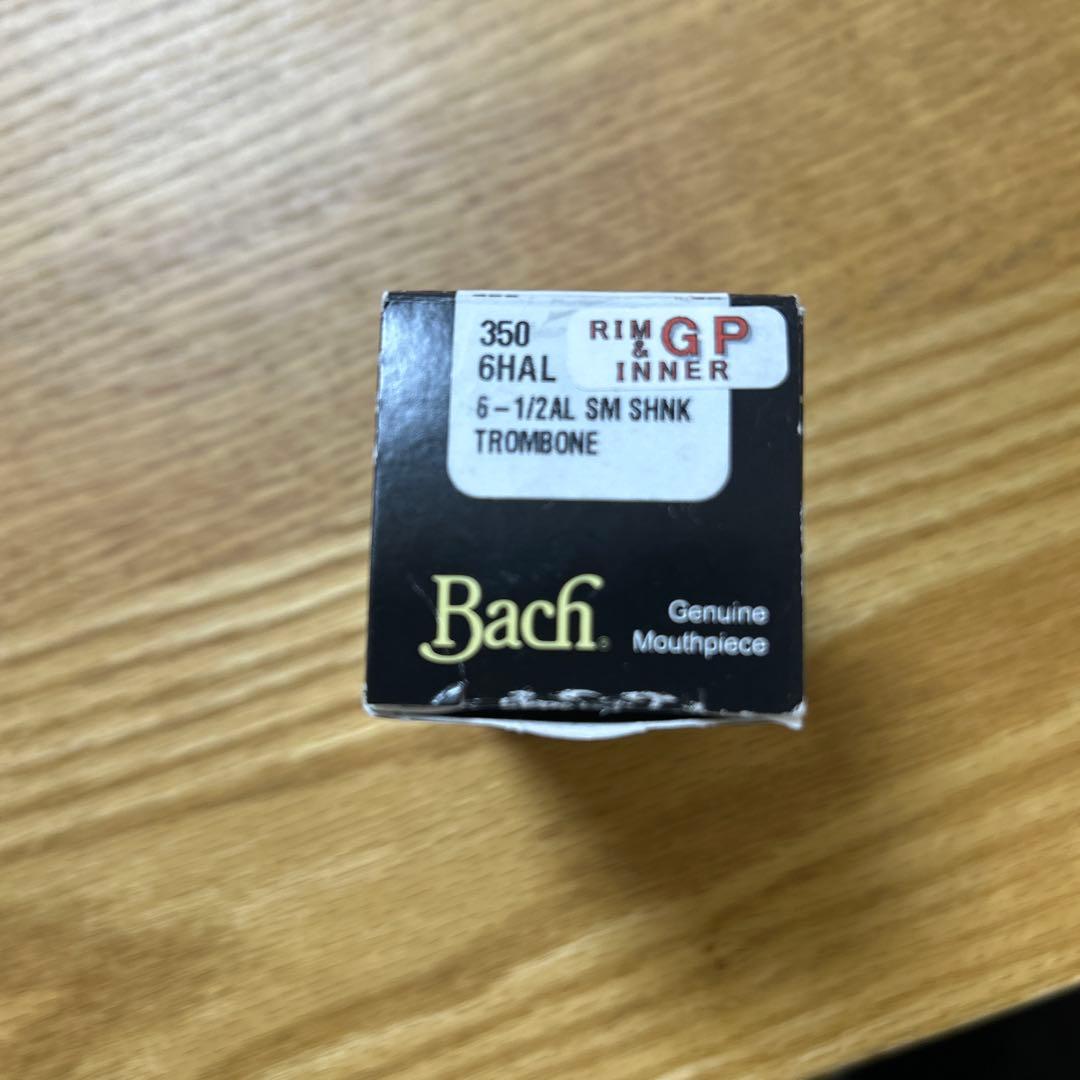 350
6HAL
6-1/2AL SM SHNK
TROMBONE
RIM GP
&
INNER
Bach®
Genuine
Mouthpiece